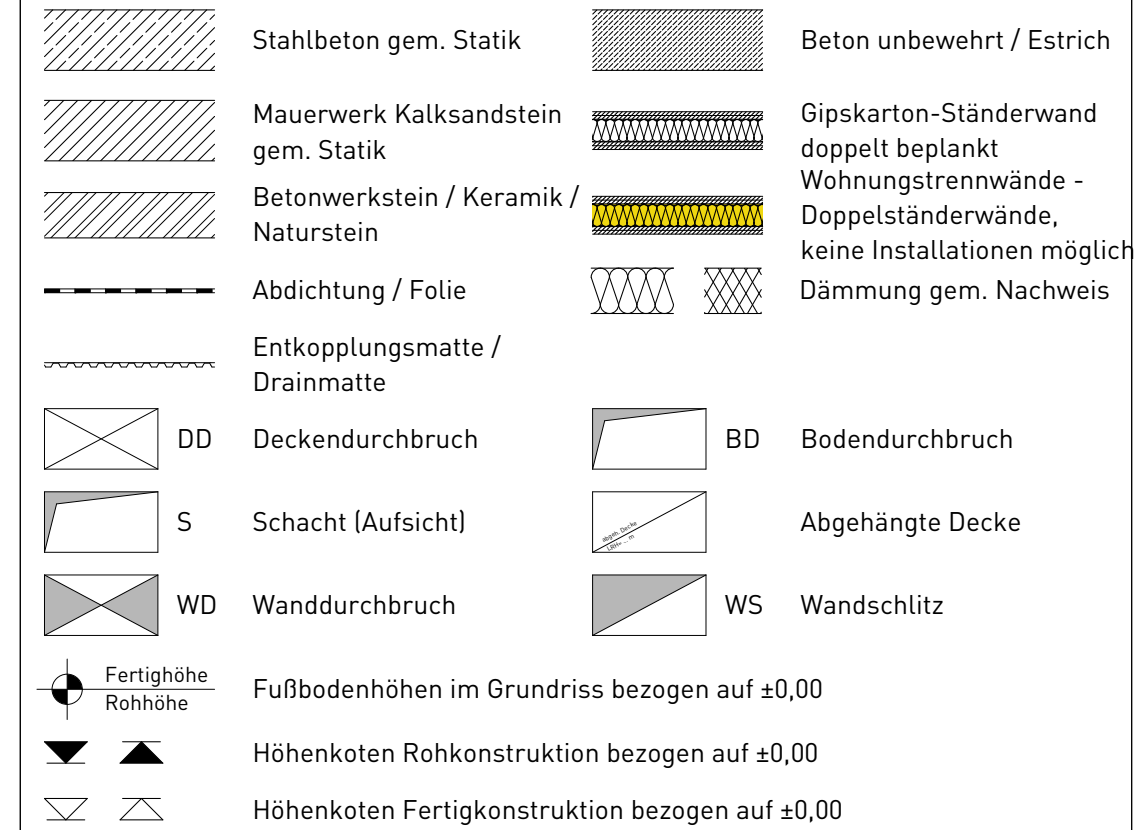 Stahlbeton gem. Statik
Beton unbewehrt / Estrich
Mauerwerk Kalksandstein
gem. Statik
Gipskarton-Ständerwand
doppelt beplankt
Betonwerkstein / Keramik /
Naturstein
Wohnungstrennwände -
Doppelständerwände,
keine Installationen möglich
Abdichtung / Folie
Dämmung gem. Nachweis
Entkopplungsmatte /
Drainmatte
DD Deckendurchbruch
BD Bodendurchbruch
S Schacht (Aufsicht)
abgeh. Decke
LRH= ... m
Abgehängte Decke
WD Wanddurchbruch
WS Wandschlitz
Fertighöhe
Rohhöhe
Fußbodenhöhen im Grundriss bezogen auf ±0,00
Höhenkoten Rohkonstruktion bezogen auf ±0,00
Höhenkoten Fertigkonstruktion bezogen auf ±0,00